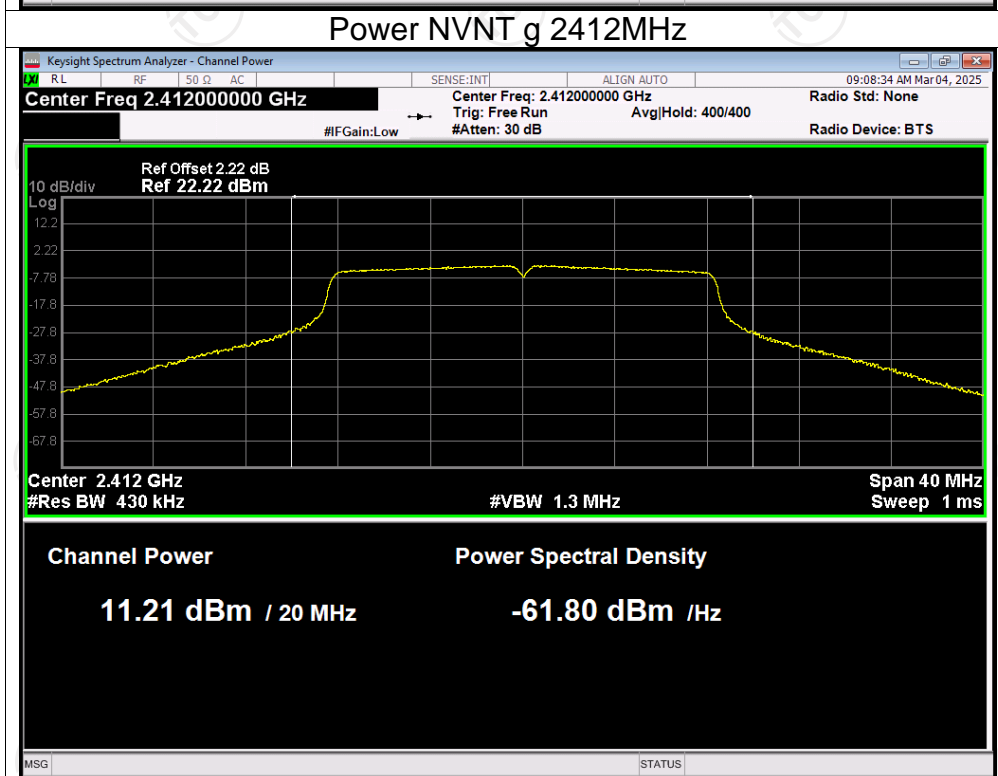 Power NVNT g 2412MHz
Keysight Spectrum Analyzer - Channel Power
LXI RL RF 50 Ω AC SENSE:INT ALIGN AUTO 09:08:34 AM Mar 04, 2025
Center Freq 2.412000000 GHz Center Freq: 2.412000000 GHz Radio Std: None
Trig: Free Run Avg|Hold: 400/400
#IFGain:Low #Atten: 30 dB Radio Device: BTS
Ref Offset 2.22 dB
10 dB/div Ref 22.22 dBm
Log
12.2
2.22
-7.78
-17.8
-27.8
-37.8
-47.8
-57.8
-67.8
Center 2.412 GHz Span 40 MHz
#Res BW 430 kHz #VBW 1.3 MHz Sweep 1 ms
Channel Power Power Spectral Density
11.21 dBm / 20 MHz -61.80 dBm /Hz
MSG STATUS